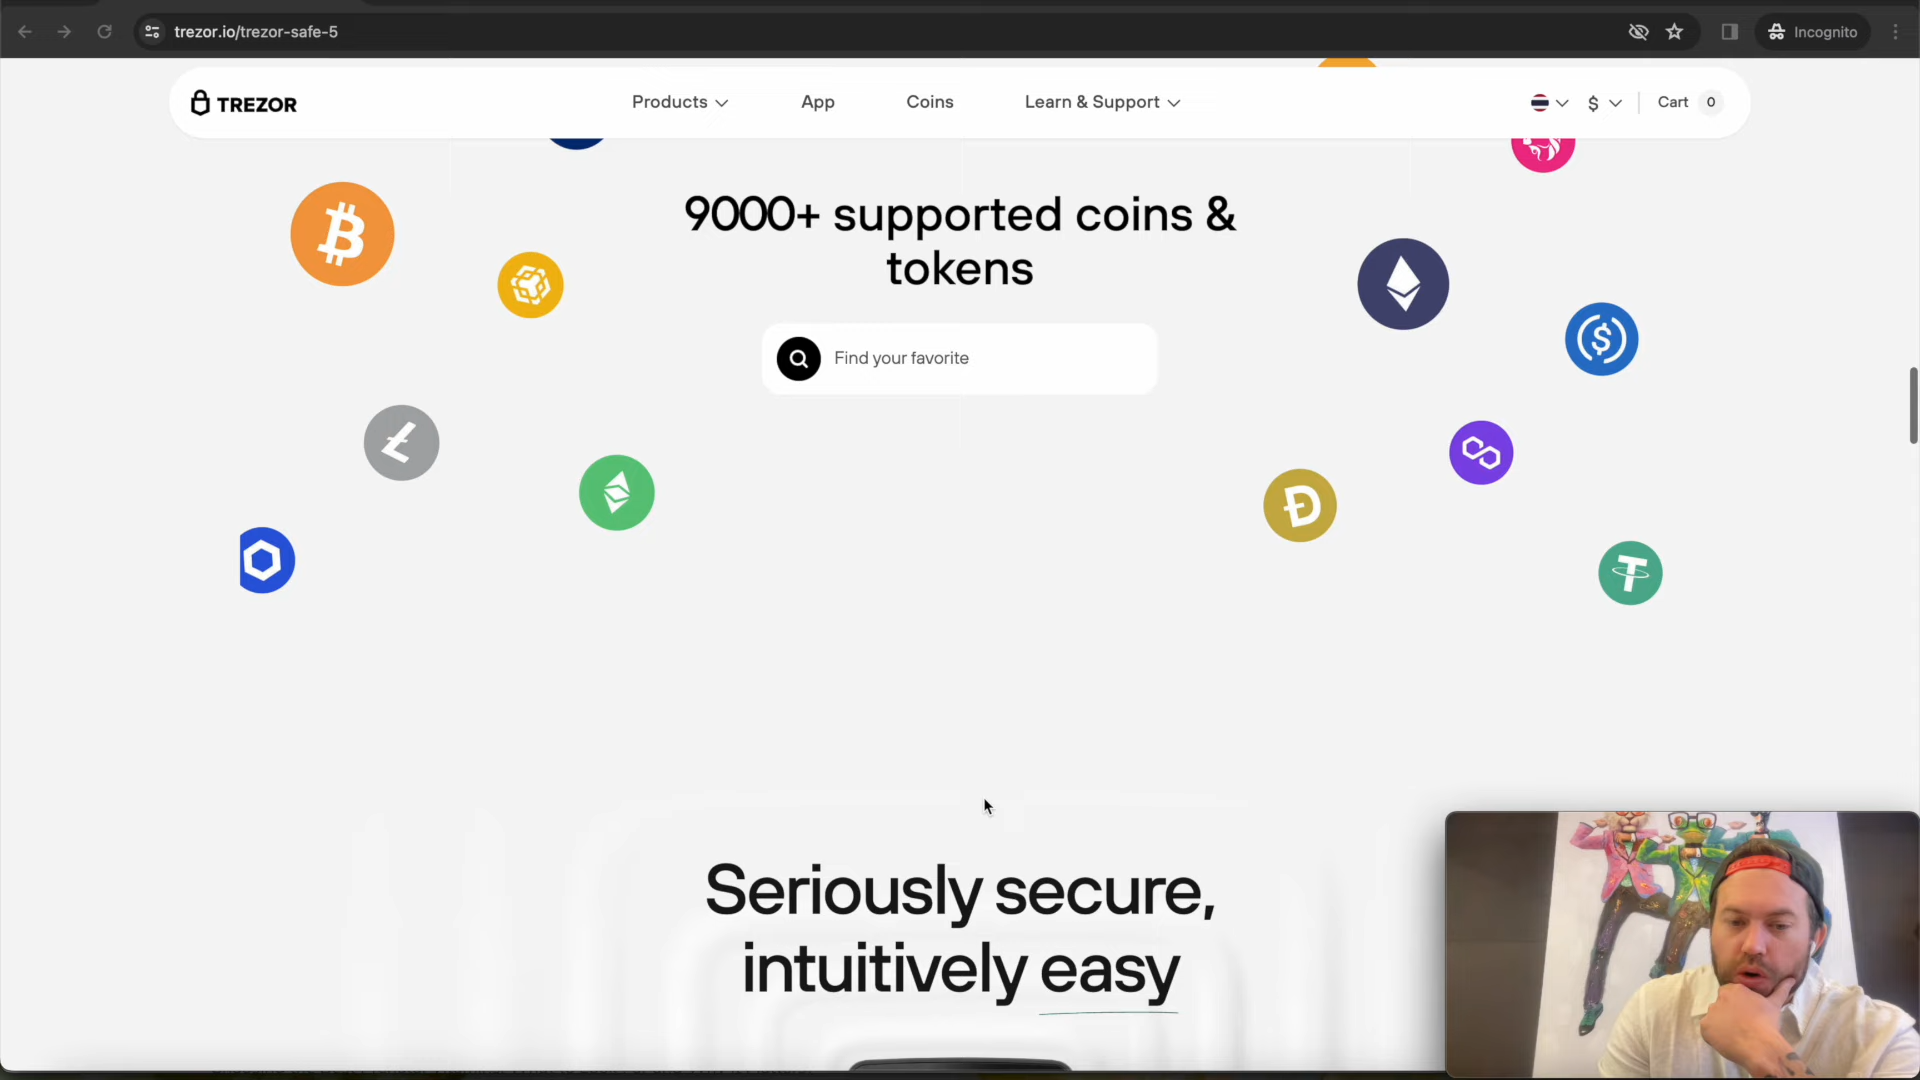 trezor.io/trezor-safe-5
Incognito
TREZOR
Products
App
Coins
Learn & Support
$
Cart 0
9000+ supported coins &
tokens
Find your favorite
Seriously secure,
intuitively easy